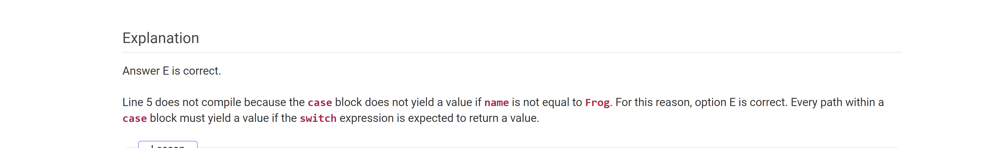 Explanation
Answer E is correct.
Line 5 does not compile because the case block does not yield a value if name is not equal to Frog. For this reason, option E is correct. Every path within a
case block must yield a value if the switch expression is expected to return a value.